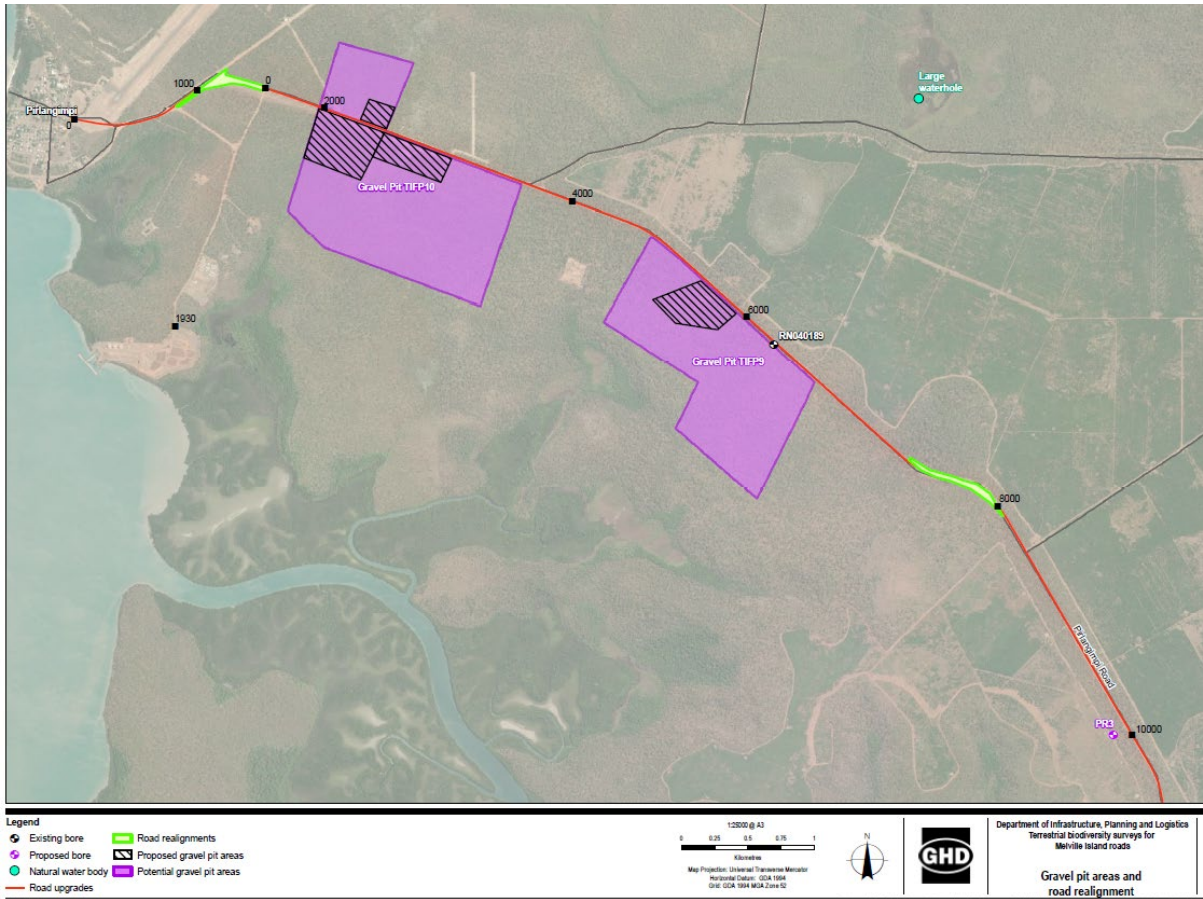 Large
waterhole
1000
0
2000
Pirlangimpi
0
Gravel Pit TIFP10
4000
6000
1930
RN040189
Gravel Pit TIFP9
8000
Pirlangimpi Road
PR3
10000
Legend
Existing bore
Proposed bore
Natural water body
Road upgrades
Road realignments
Proposed gravel pit areas
Potential gravel pit areas
1:25000 @ A3
0 0.25 0.5 0.75 1
Kilometres
Map Projection: Universal Transverse Mercator
Horizontal Datum: GDA 1994
Grid: GDA 1994 MGA Zone 52
N
GHD
Department of Infrastructure, Planning and Logistics
Terrestrial biodiversity surveys for
Melville Island roads
Gravel pit areas and
road realignment